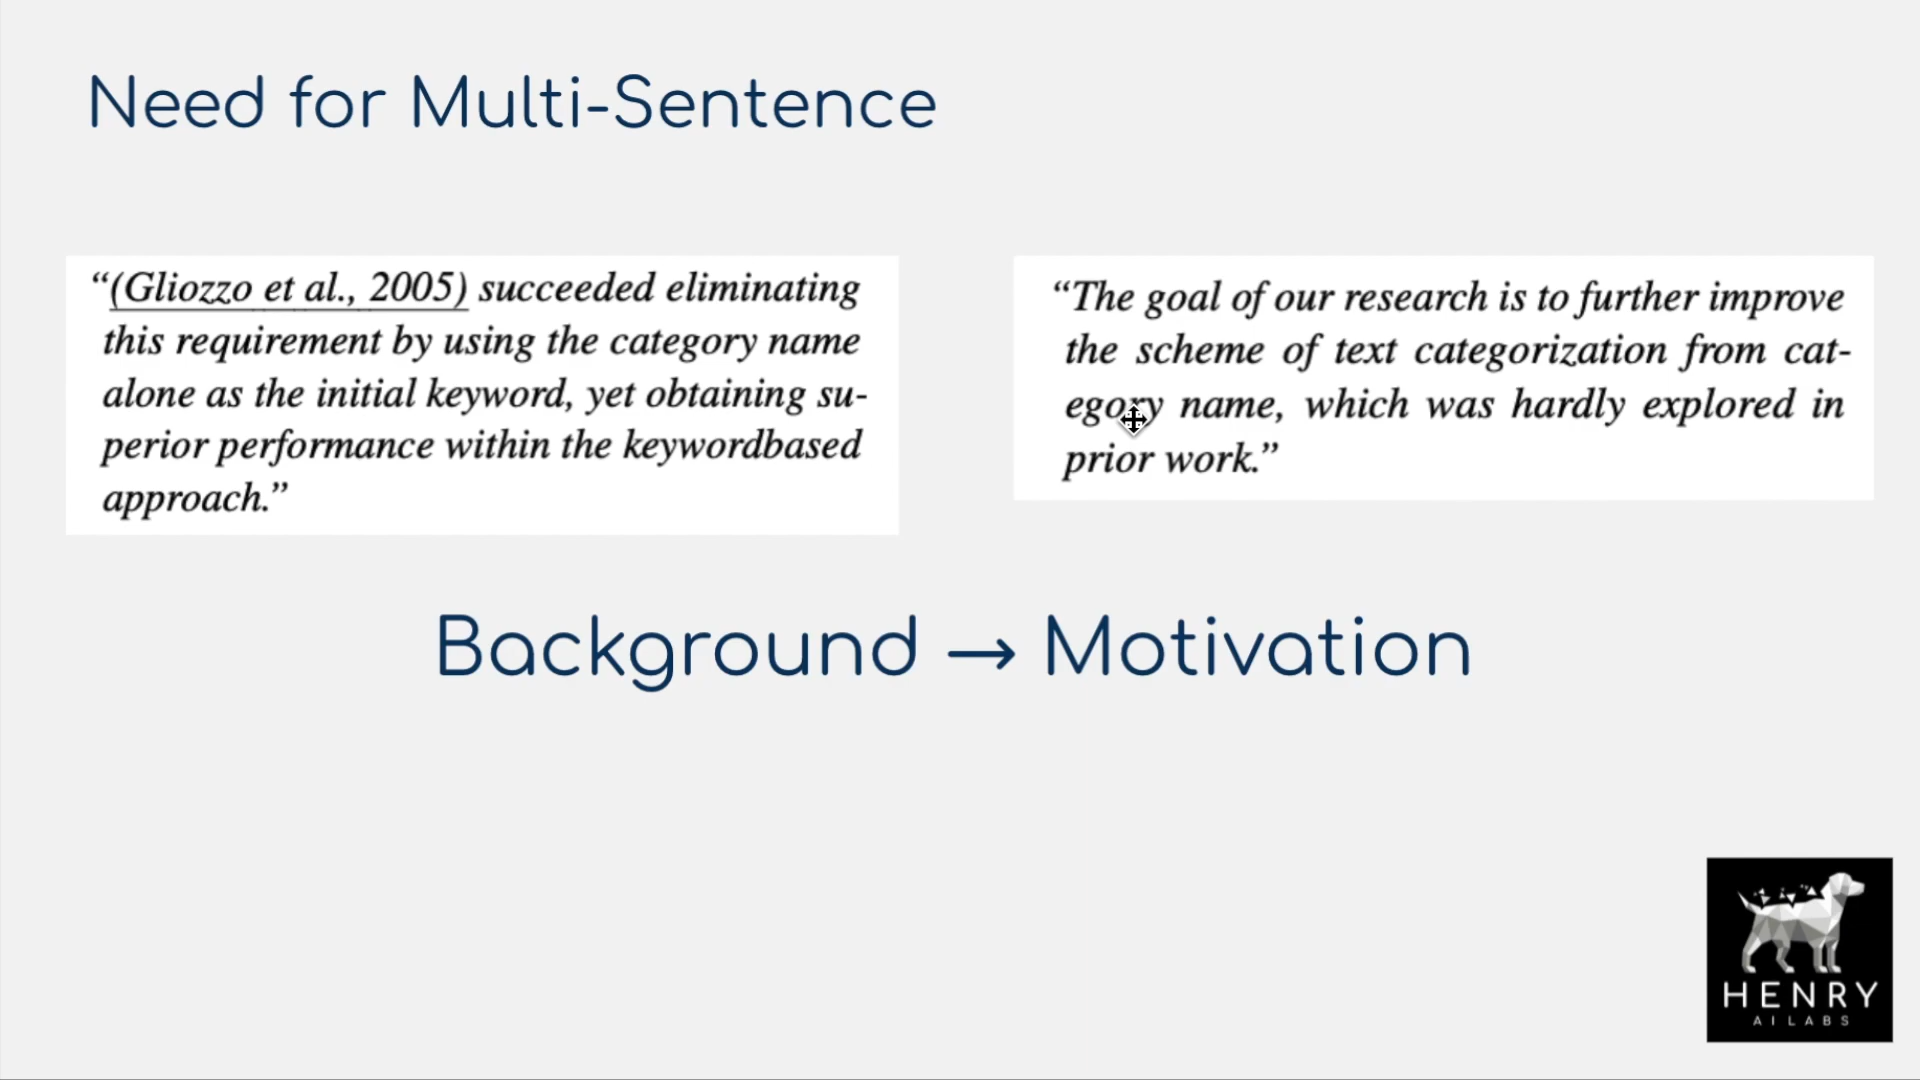 Need for Multi-Sentence
“(Gliozzo et al., 2005) succeeded eliminating
this requirement by using the category name
alone as the initial keyword, yet obtaining su-
perior performance within the keywordbased
approach.”
“The goal of our research is to further improve
the scheme of text categorization from cat-
egory name, which was hardly explored in
prior work.”
Background → Motivation
HENRY
AI LABS